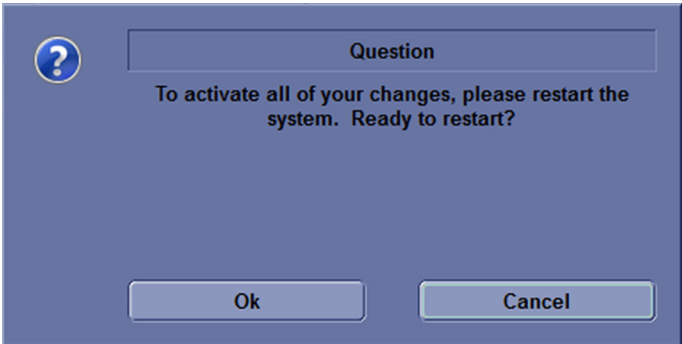 Question
To activate all of your changes, please restart the
system.  Ready to restart?
Ok
Cancel